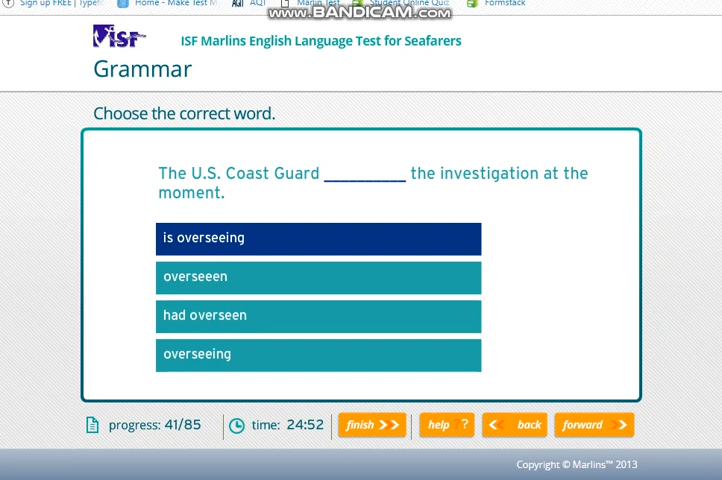 Sign up FREE | Typef
Home - Make Test M
AQI AQI
Marlin Test
Student Online Quiz
Formstack
www.BANDICAM.com
ISF
ISF Marlins English Language Test for Seafarers
Grammar
Choose the correct word.
The U.S. Coast Guard __________ the investigation at the
moment.
is overseeing
overseeen
had overseen
overseeing
progress: 41/85 time: 24:52 finish >> help ?? << back forward >>
Copyright © Marlins™ 2013